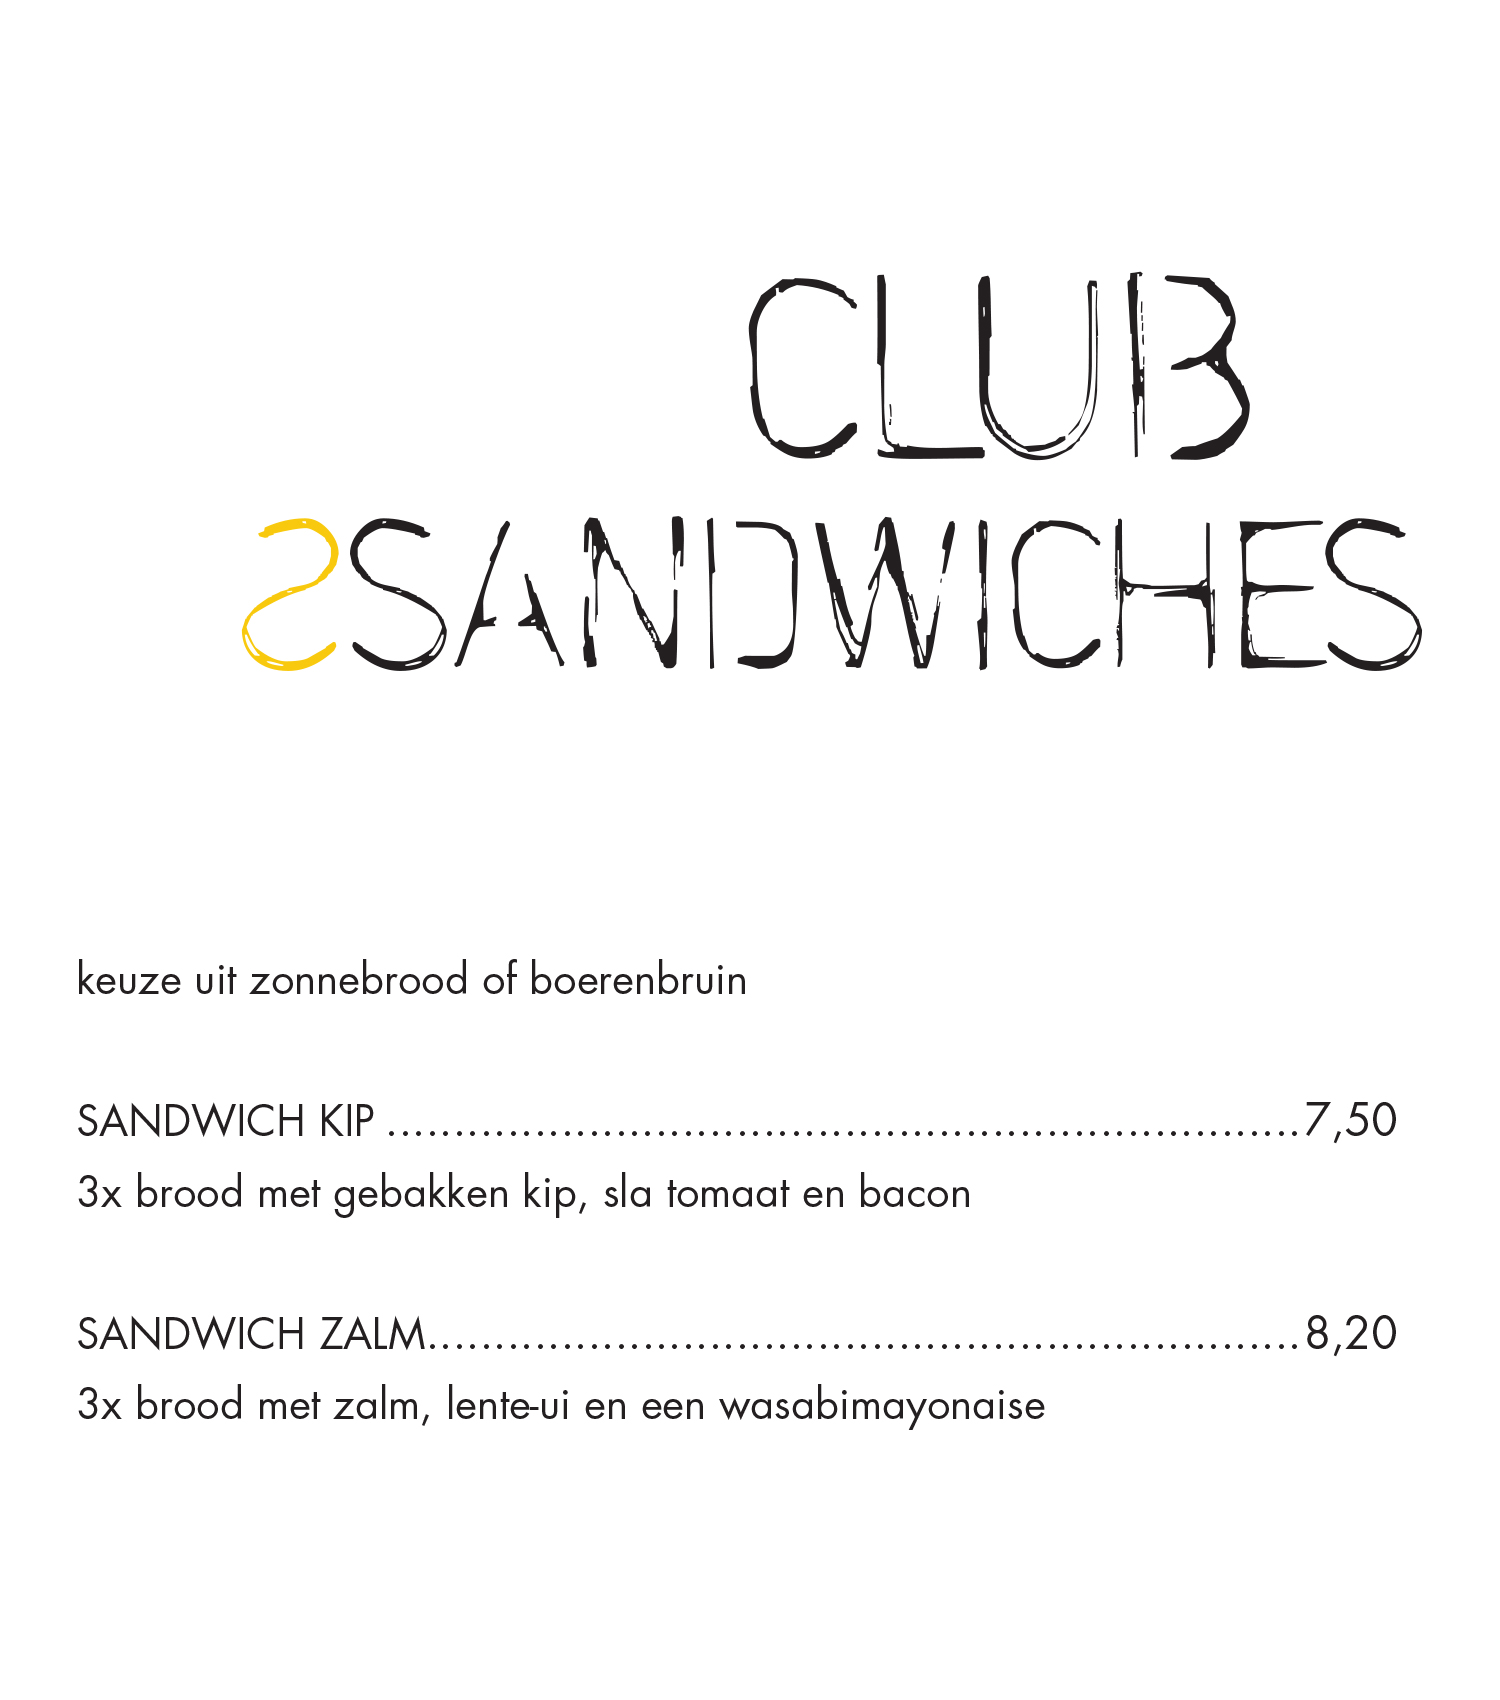 CLUB
SSANDWICHES
keuze uit zonnebrood of boerenbruin
SANDWICH KIP ....................................................................7,50
3x brood met gebakken kip, sla tomaat en bacon
SANDWICH ZALM.................................................................8,20
3x brood met zalm, lente-ui en een wasabimayonaise